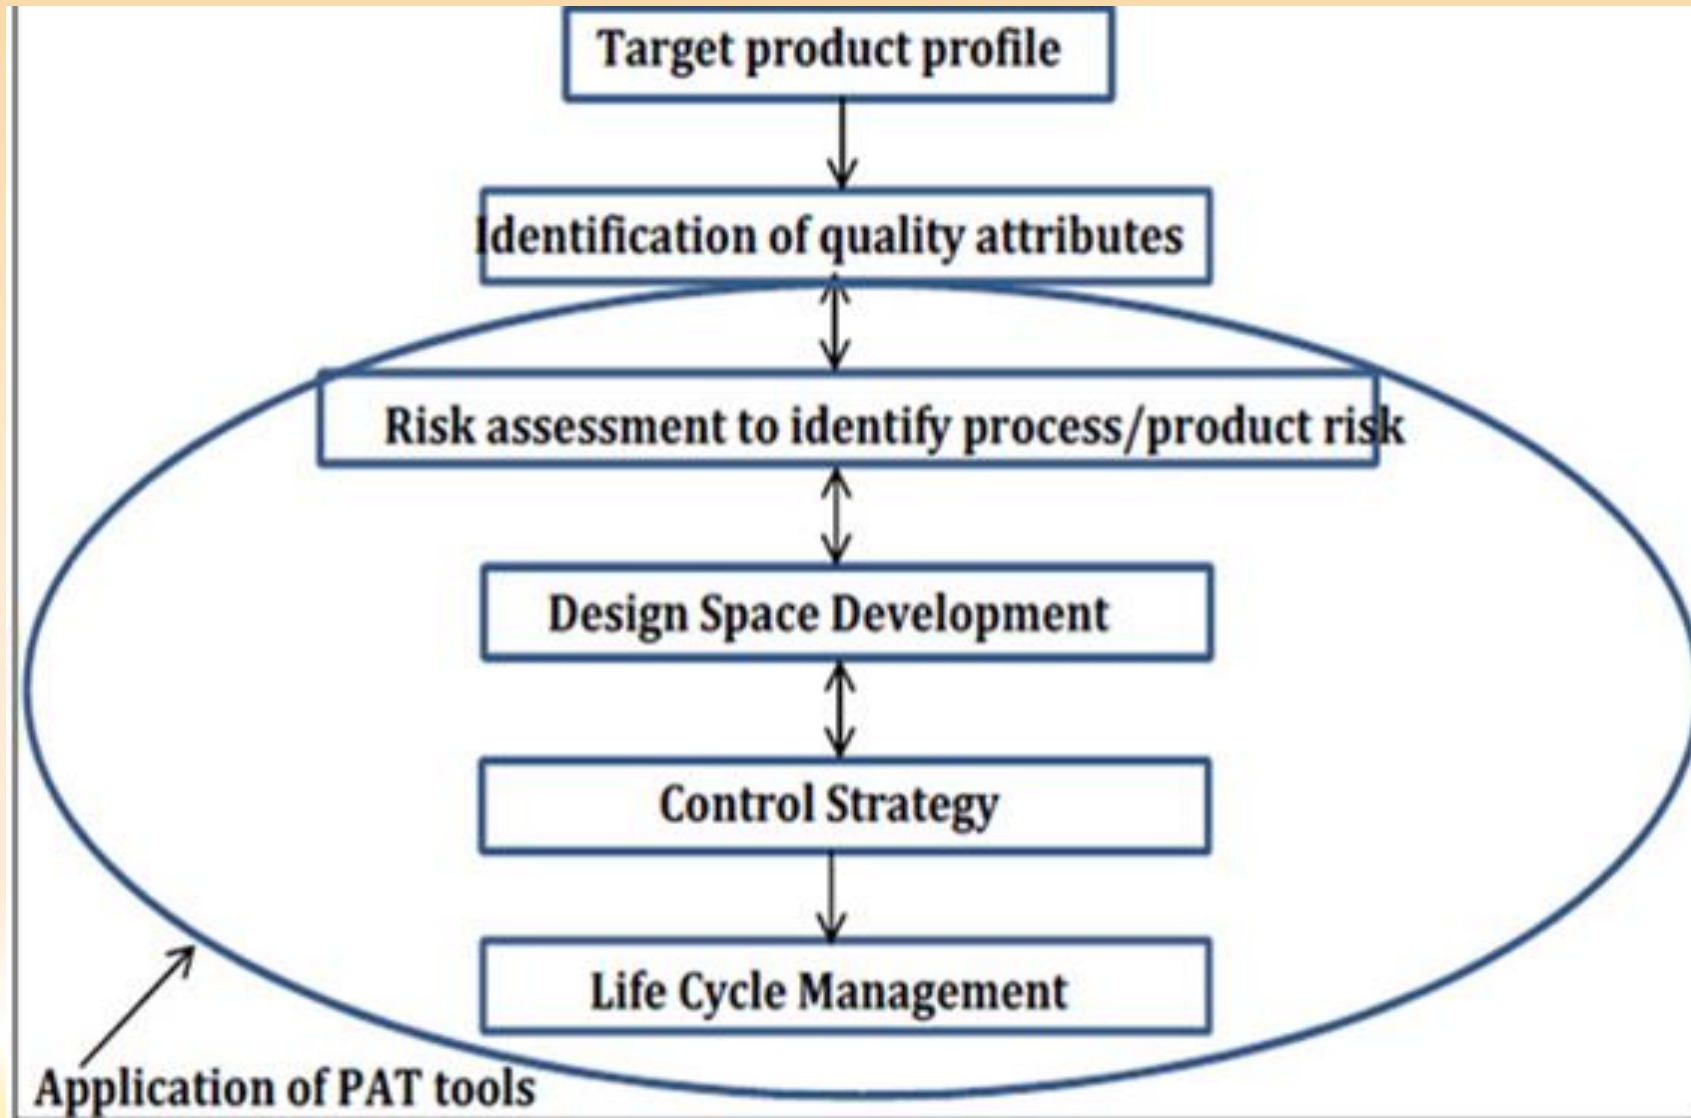 Target product profile
Identification of quality attributes
Risk assessment to identify process/product risk
Design Space Development
Control Strategy
Life Cycle Management
Application of PAT tools